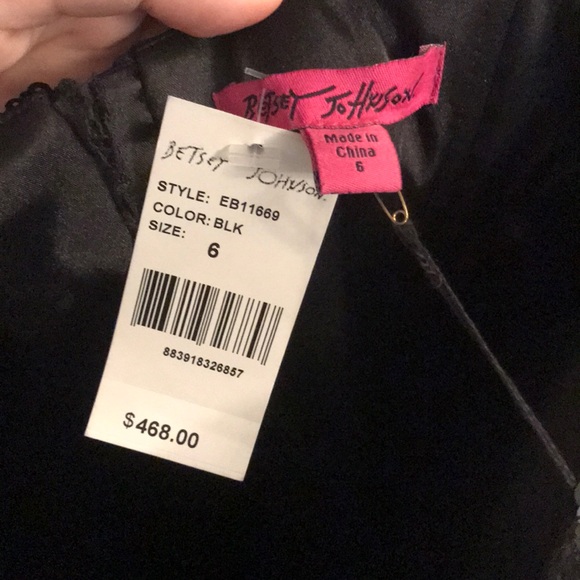 BETSEY JOHNSON
Made in
China
6
BETSEY JOHNSON.
STYLE: EB11669
COLOR: BLK
SIZE: 6
883918326857
$468.00